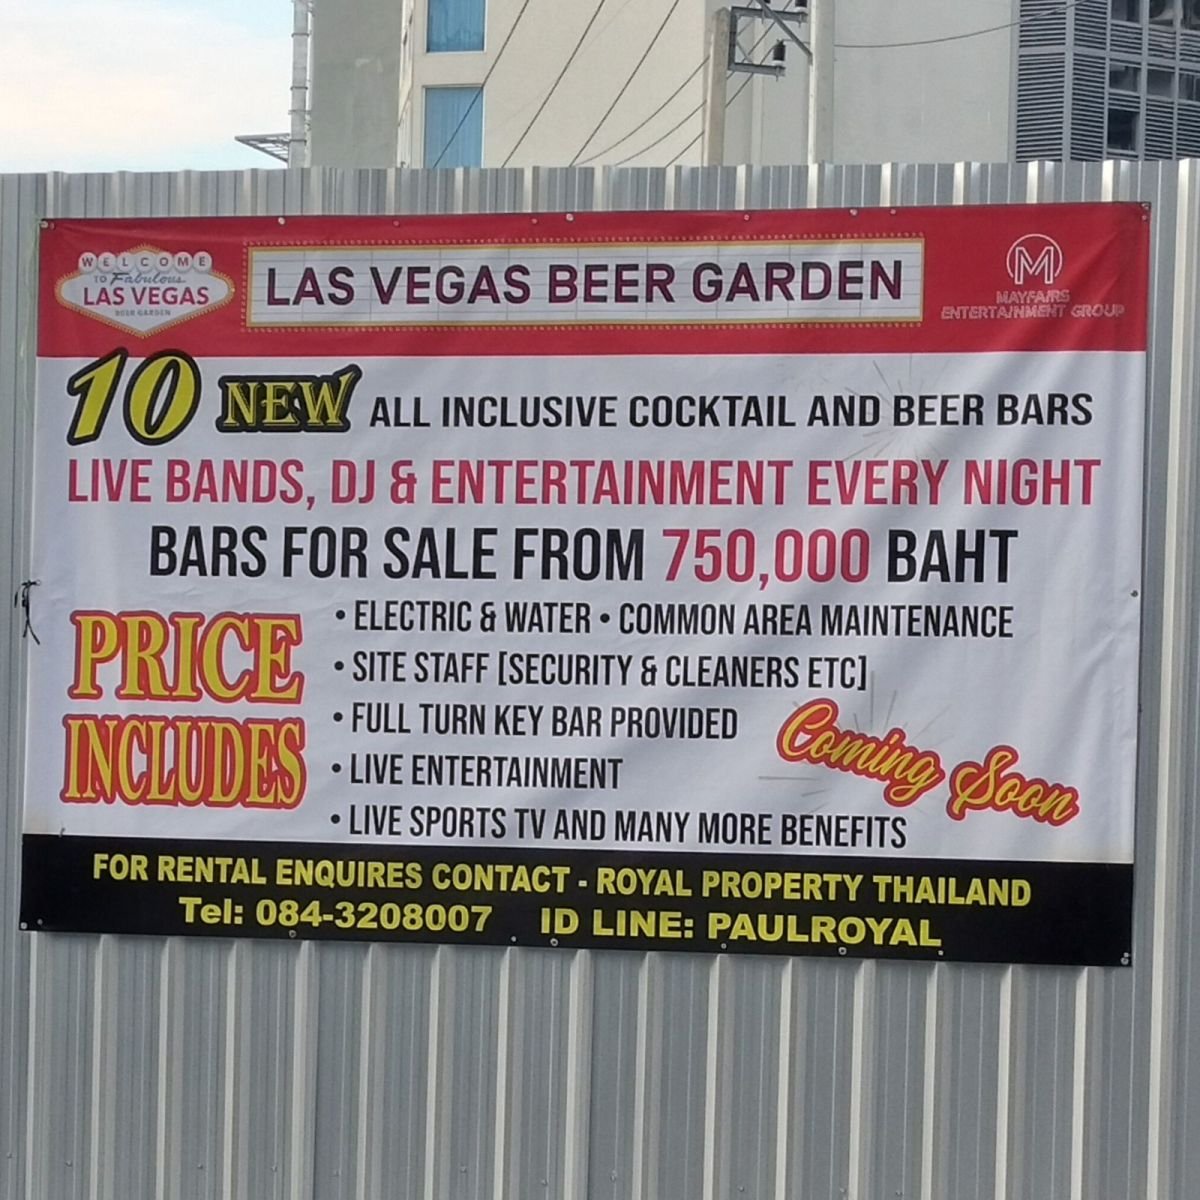 WELCOME
TO Fabulous
LAS VEGAS
BEER GARDEN
LAS VEGAS BEER GARDEN
M
MAYFAIRS
ENTERTAINMENT GROUP
10 NEW ALL INCLUSIVE COCKTAIL AND BEER BARS
LIVE BANDS, DJ & ENTERTAINMENT EVERY NIGHT
BARS FOR SALE FROM 750,000 BAHT
PRICE
INCLUDES
• ELECTRIC & WATER • COMMON AREA MAINTENANCE
• SITE STAFF [SECURITY & CLEANERS ETC]
• FULL TURN KEY BAR PROVIDED
• LIVE ENTERTAINMENT
• LIVE SPORTS TV AND MANY MORE BENEFITS
Coming Soon
FOR RENTAL ENQUIRES CONTACT - ROYAL PROPERTY THAILAND
Tel: 084-3208007 ID LINE: PAULROYAL